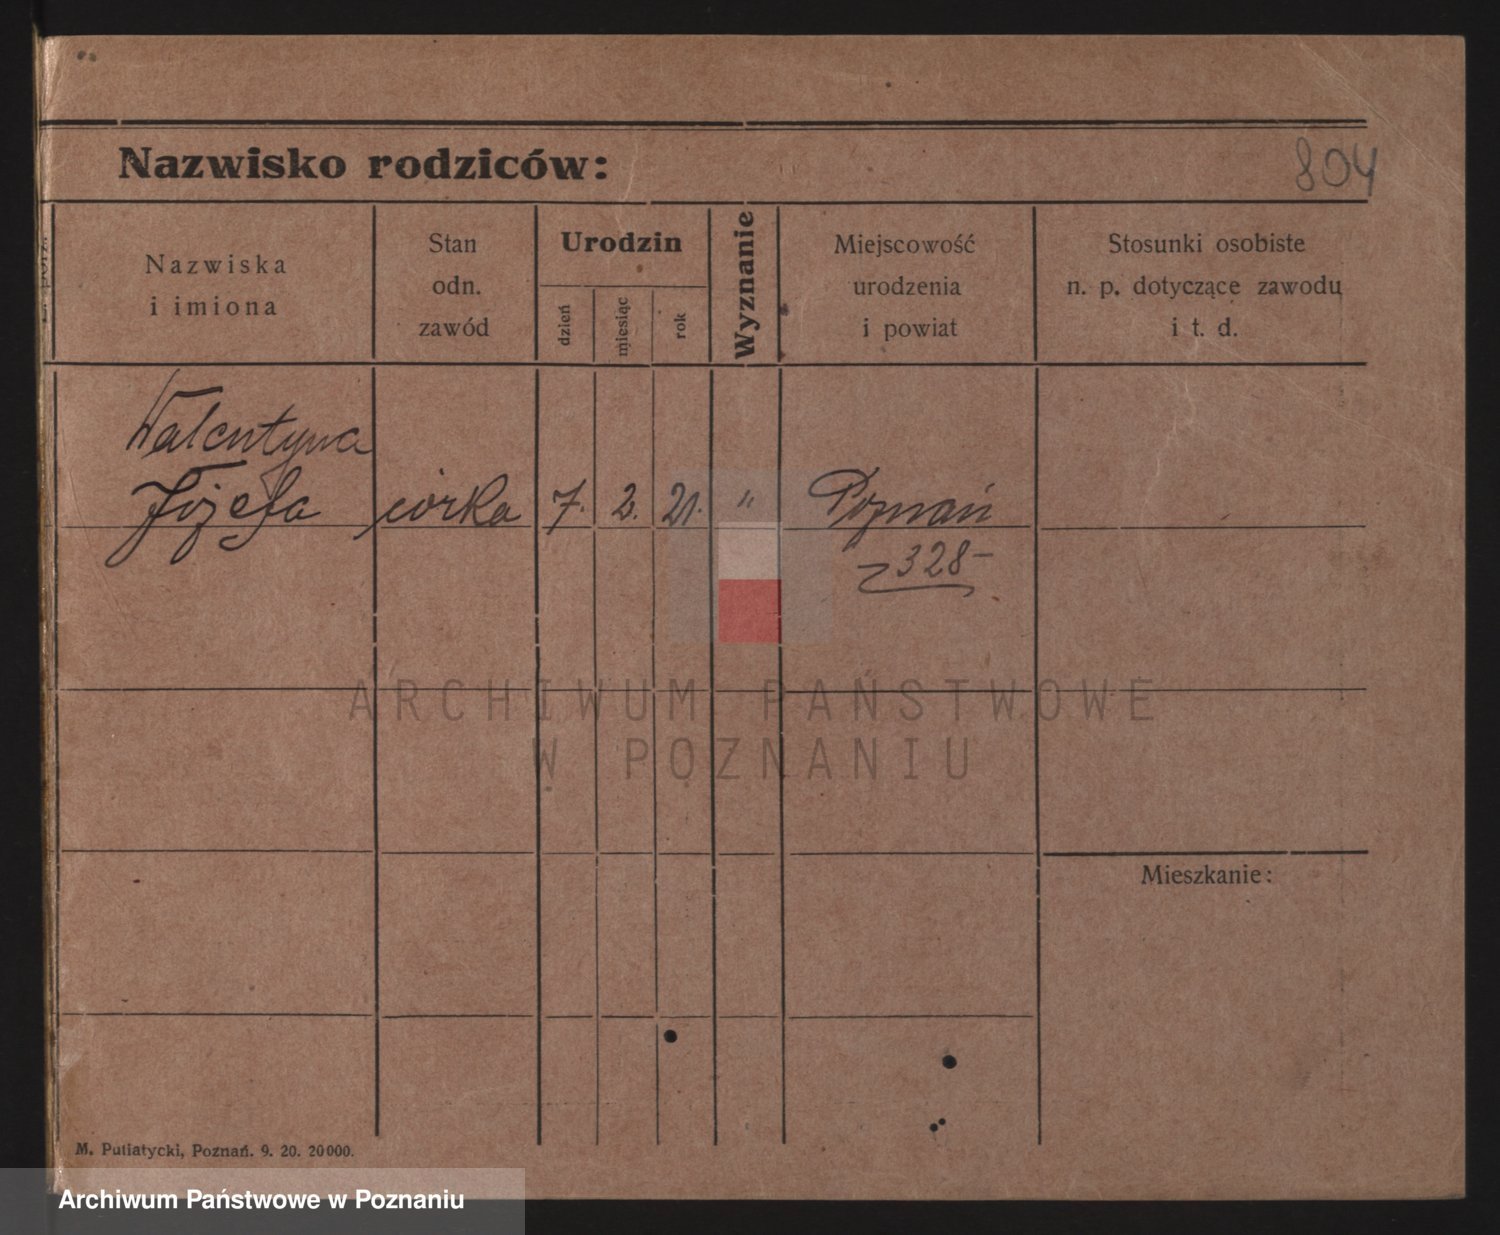 Nazwisko rodziców:
804
Nazwiska
i imiona
Stan
odn.
zawód
Urodzin
dzień
miesiąc
rok
Wyznanie
Miejscowość
urodzenia
i powiat
Stosunki osobiste
n. p. dotyczące zawodu
i t. d.
Walentyna
Józefa
córka
7.
2.
21.
"
Poznań
328-
ARCHIWUM PAŃSTWOWE
W POZNANIU
Mieszkanie:
M. Putiatycki, Poznań. 9. 20. 20000.
Archiwum Państwowe w Poznaniu